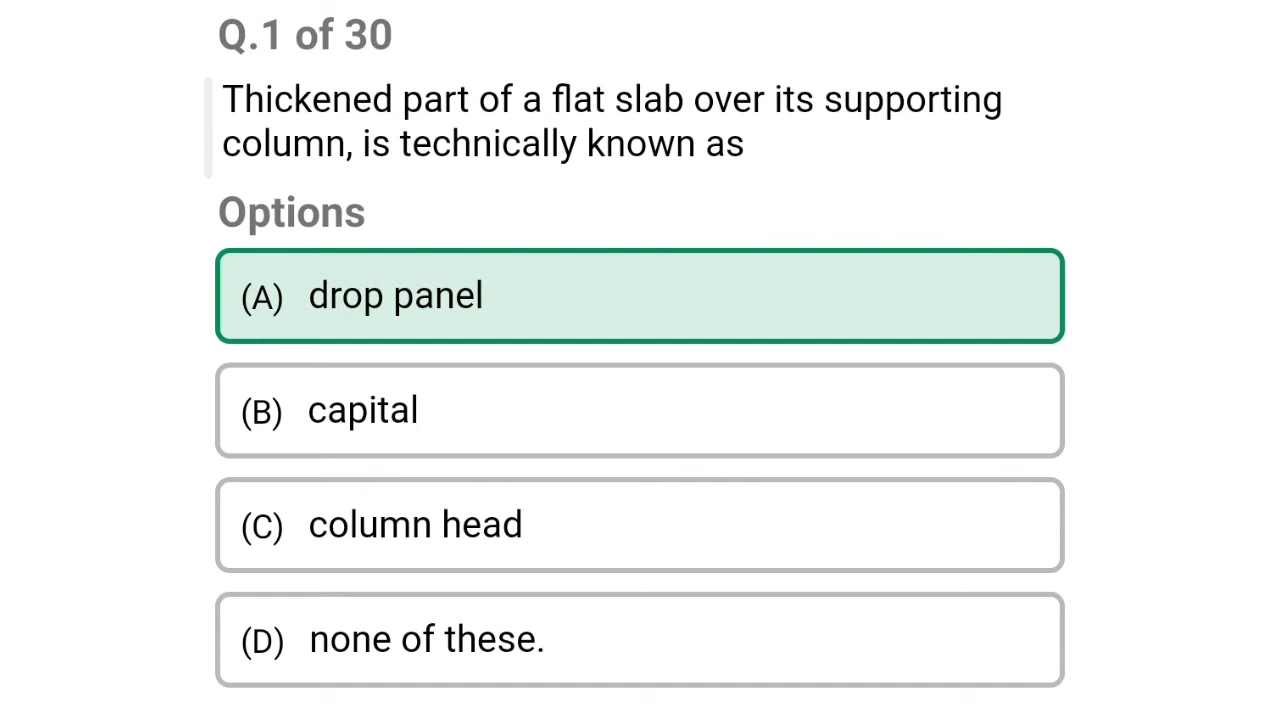 Q.1 of 30
Thickened part of a flat slab over its supporting
column, is technically known as
Options
(A) drop panel
(B) capital
(C) column head
(D) none of these.